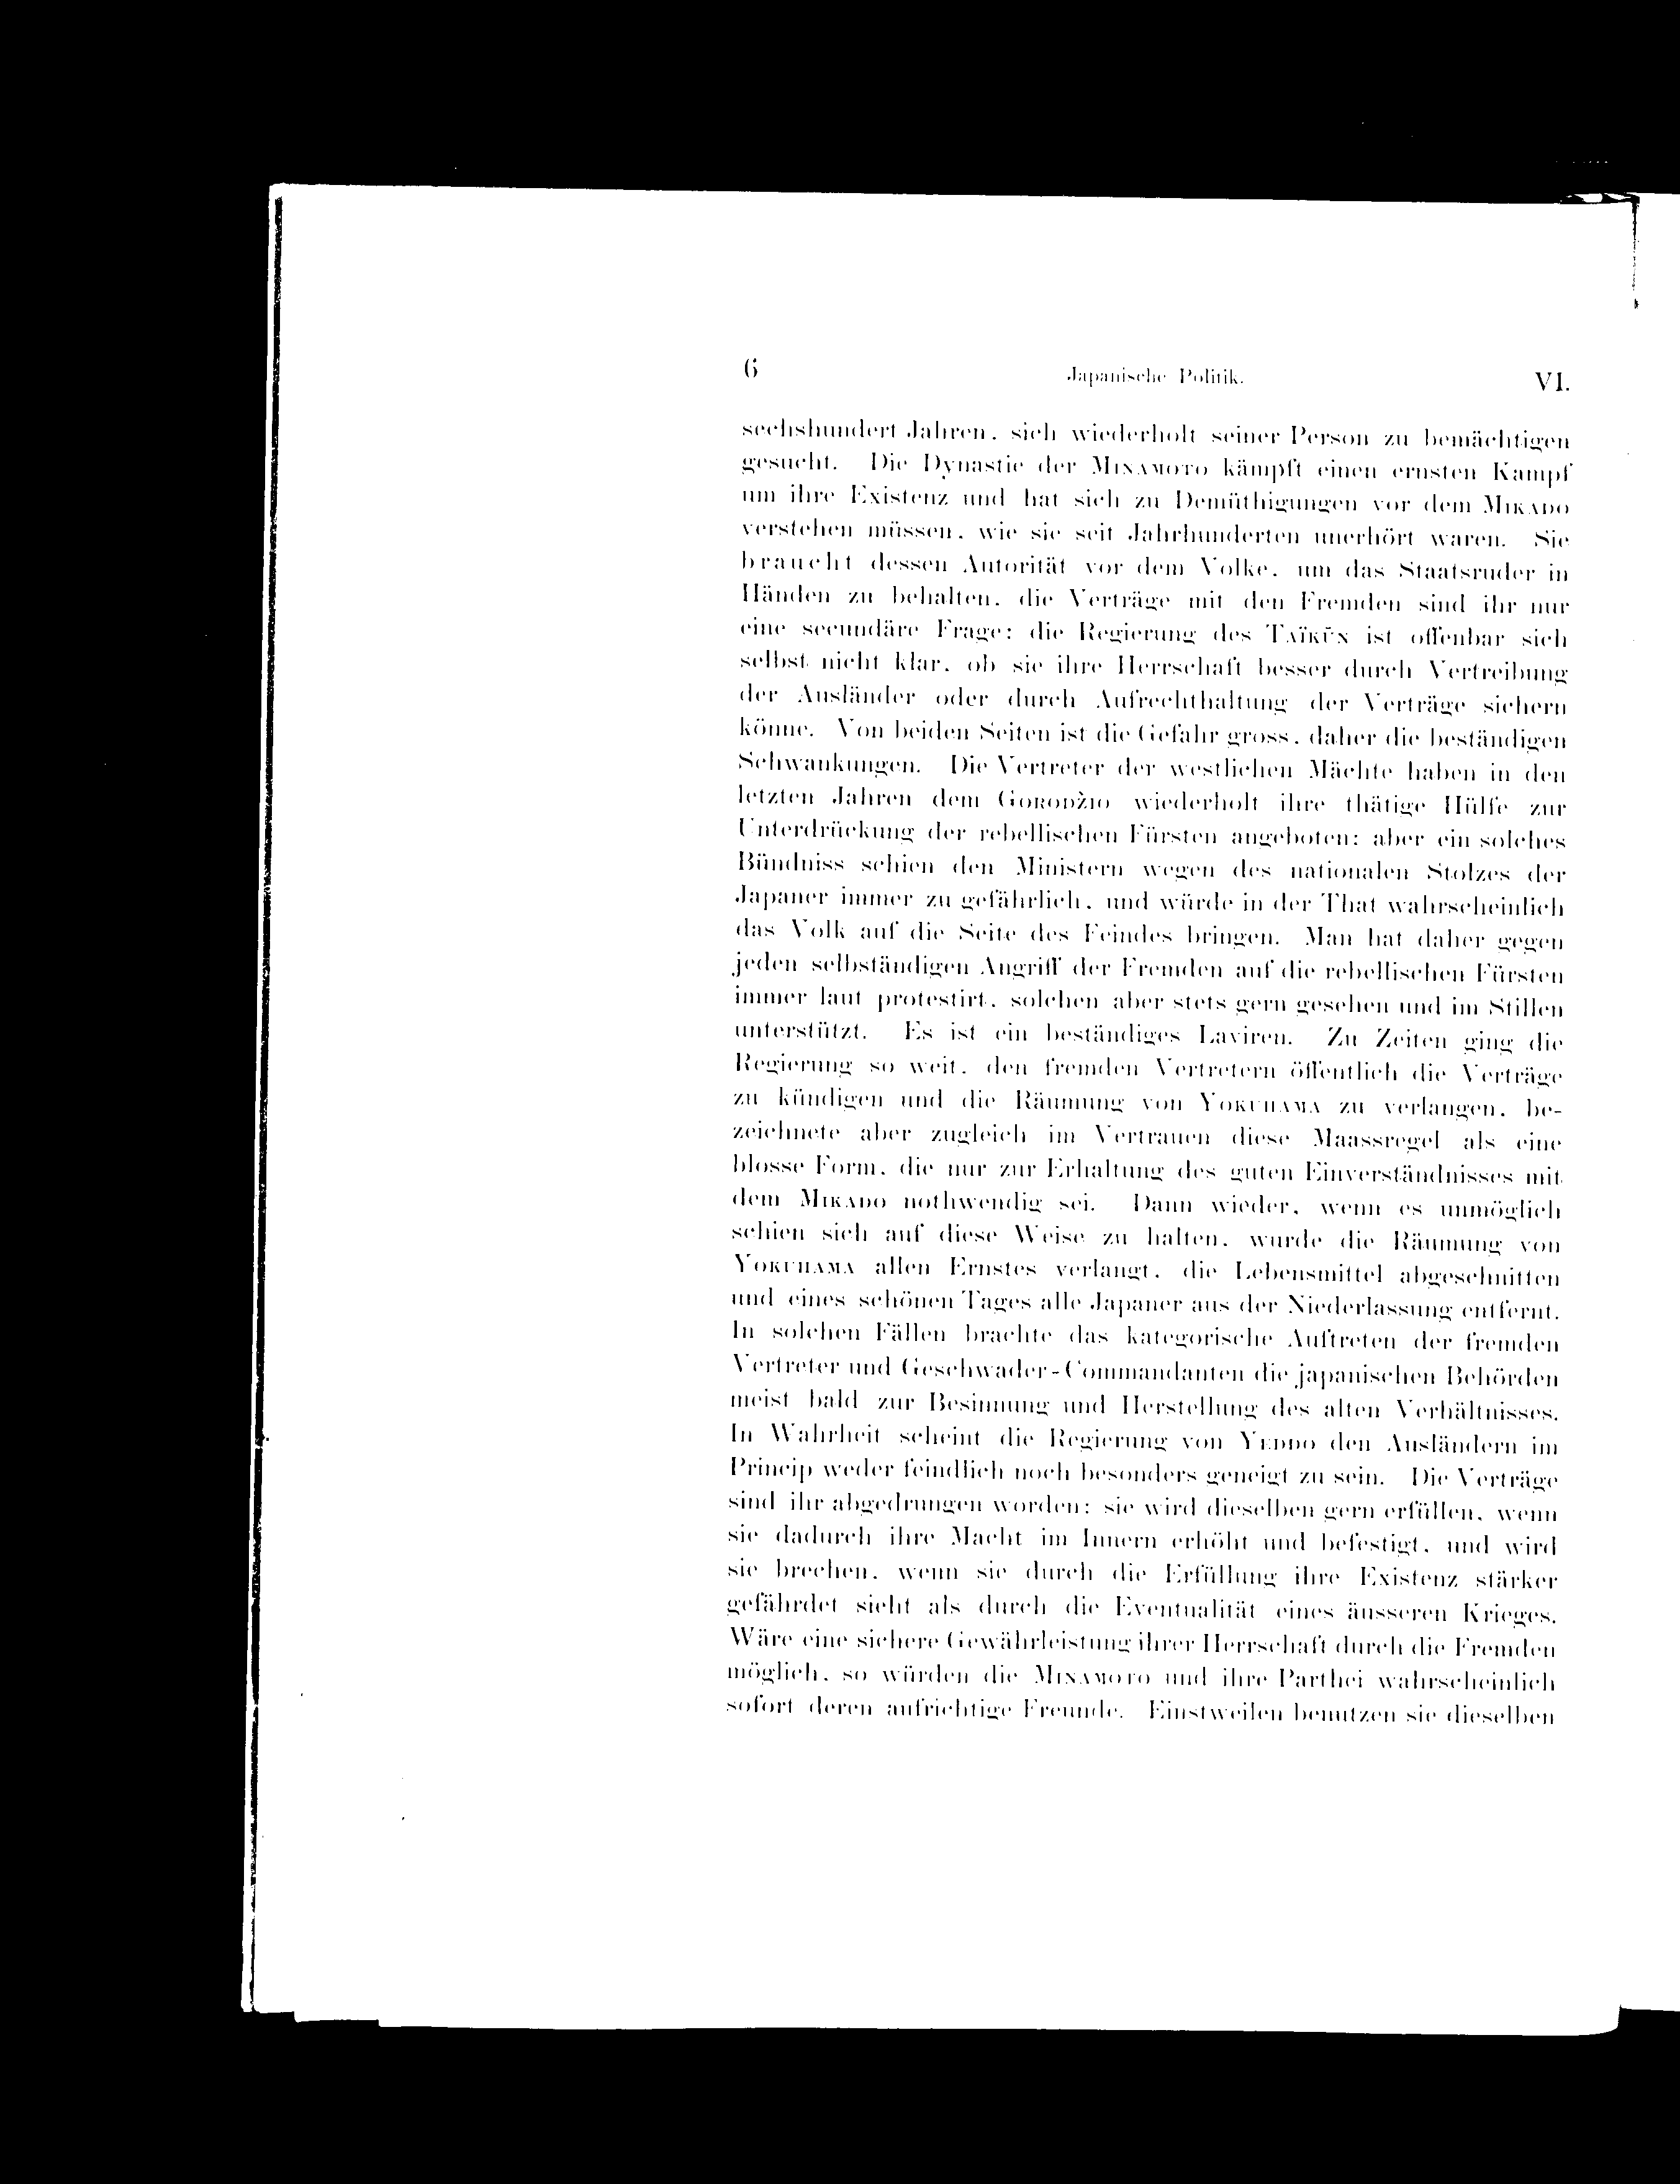 6 Japanische Politik. VI.
sechshundert Jahren, sich wiederholt seiner Person zu bemächtigen
gesucht. Die Dynastie der Minamoto kämpft einen ernsten Kampf
um ihre Existenz und hat sich zu Demüthigungen vor dem Mikado
verstehen müssen, wie sie seit Jahrhunderten unerhört waren. Sie
braucht dessen Autorität vor dem Volke, um das Staatsruder in
Händen zu behalten, die Verträge mit den Fremden sind ihr nur
eine secundäre Frage; die Regierung des Taïkūn ist offenbar sich
selbst nicht klar, ob sie ihre Herrschaft besser durch Vertreibung
der Ausländer oder durch Aufrechthaltung der Verträge sichern
könne. Von beiden Seiten ist die Gefahr gross, daher die beständigen
Schwankungen. Die Vertreter der westlichen Mächte haben in den
letzten Jahren dem Gorodžio wiederholt ihre thätige Hülfe zur
Unterdrückung der rebellischen Fürsten angeboten; aber ein solches
Bündniss schien den Ministern wegen des nationalen Stolzes der
Japaner immer zu gefährlich, und würde in der That wahrscheinlich
das Volk auf die Seite des Feindes bringen. Man hat daher gegen
jeden selbständigen Angriff der Fremden auf die rebellischen Fürsten
immer laut protestirt, solchen aber stets gern gesehen und im Stillen
unterstützt. Es ist ein beständiges Laviren. Zu Zeiten ging die
Regierung so weit, den fremden Vertretern öffentlich die Verträge
zu kündigen und die Räumung von Yokuhama zu verlangen, be-
zeichnete aber zugleich im Vertrauen diese Maassregel als eine
blosse Form, die nur zur Erhaltung des guten Einverständnisses mit
dem Mikado nothwendig sei. Dann wieder, wenn es unmöglich
schien sich auf diese Weise zu halten, wurde die Räumung von
Yokuhama allen Ernstes verlangt, die Lebensmittel abgeschnitten
und eines schönen Tages alle Japaner aus der Niederlassung entfernt.
In solchen Fällen brachte das kategorische Auftreten der fremden
Vertreter und Geschwader-Commandanten die japanischen Behörden
meist bald zur Besinnung und Herstellung des alten Verhältnisses.
In Wahrheit scheint die Regierung von Yeddo den Ausländern im
Princip weder feindlich noch besonders geneigt zu sein. Die Verträge
sind ihr abgedrungen worden; sie wird dieselben gern erfüllen, wenn
sie dadurch ihre Macht im Innern erhöht und befestigt, und wird
sie brechen, wenn sie durch die Erfüllung ihre Existenz stärker
gefährdet sieht als durch die Eventualität eines äusseren Krieges.
Wäre eine sichere Gewährleistung ihrer Herrschaft durch die Fremden
möglich, so würden die Minamoto und ihre Parthei wahrscheinlich
sofort deren aufrichtige Freunde. Einstweilen benutzen sie dieselben